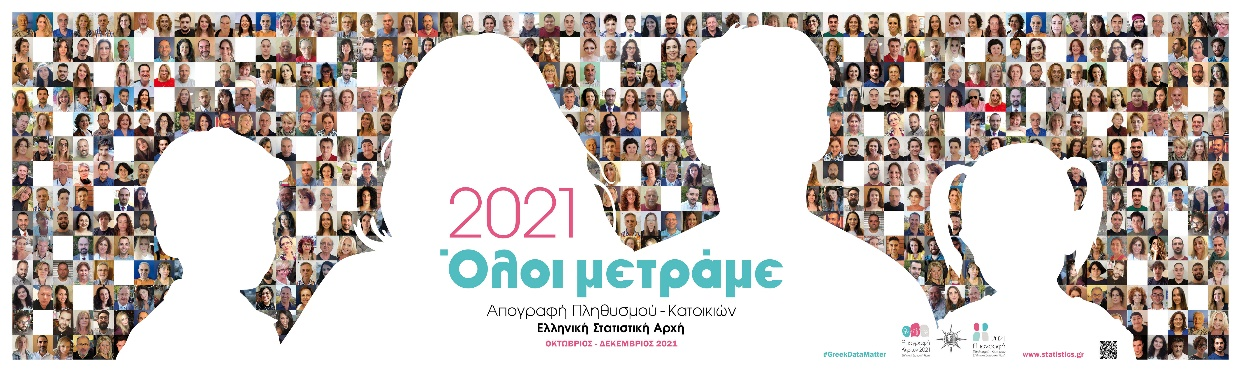 2021
Όλοι μετράμε
Απογραφή Πληθυσμού - Κατοικιών
Ελληνική Στατιστική Αρχή
ΟΚΤΩΒΡΙΟΣ - ΔΕΚΕΜΒΡΙΟΣ 2021
#GreekDataMatter
www.statistics.gr